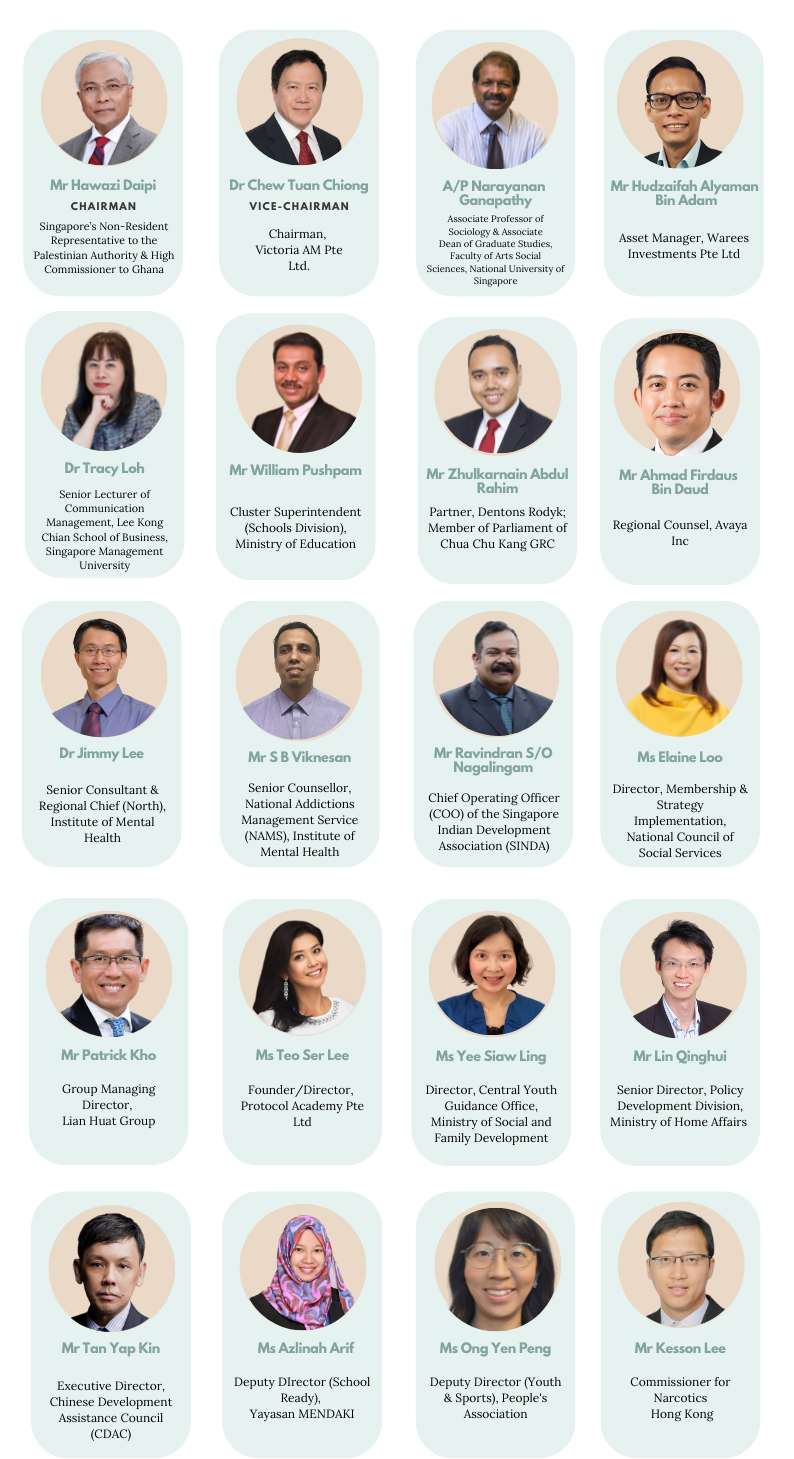 Mr Hawazi Daipi
CHAIRMAN
Singapore's Non-Resident
Representative to the
Palestinian Authority & High
Commissioner to Ghana
Dr Chew Tuan Chiong
VICE-CHAIRMAN
Chairman,
Victoria AM Pte
Ltd.
A/P Narayanan
Ganapathy
Associate Professor of
Sociology & Associate
Dean of Graduate Studies,
Faculty of Arts Social
Sciences, National University of
Singapore
Mr Hudzaifah Alyaman
Bin Adam
Asset Manager, Warees
Investments Pte Ltd
Dr Tracy Loh
Senior Lecturer of
Communication
Management, Lee Kong
Chian School of Business,
Singapore Management
University
Mr William Pushpam
Cluster Superintendent
(Schools Division),
Ministry of Education
Mr Zhulkarnain Abdul
Rahim
Partner, Dentons Rodyk;
Member of Parliament of
Chua Chu Kang GRC
Mr Ahmad Firdaus
Bin Daud
Regional Counsel, Avaya
Inc
Dr Jimmy Lee
Senior Consultant &
Regional Chief (North),
Institute of Mental
Health
Mr S B Viknesan
Senior Counsellor,
National Addictions
Management Service
(NAMS), Institute of
Mental Health
Mr Ravindran S/O
Nagalingam
Chief Operating Officer
(COO) of the Singapore
Indian Development
Association (SINDA)
Ms Elaine Loo
Director, Membership &
Strategy
Implementation,
National Council of
Social Services
Mr Patrick Kho
Group Managing
Director,
Lian Huat Group
Ms Teo Ser Lee
Founder/Director,
Protocol Academy Pte
Ltd
Ms Yee Siaw Ling
Director, Central Youth
Guidance Office,
Ministry of Social and
Family Development
Mr Lin Qinghui
Senior Director, Policy
Development Division,
Ministry of Home Affairs
Mr Tan Yap Kin
Executive Director,
Chinese Development
Assistance Council
(CDAC)
Ms Azlinah Arif
Deputy DIrector (School
Ready),
Yayasan MENDAKI
Ms Ong Yen Peng
Deputy Director (Youth
& Sports), People's
Association
Mr Kesson Lee
Commissioner for
Narcotics
Hong Kong